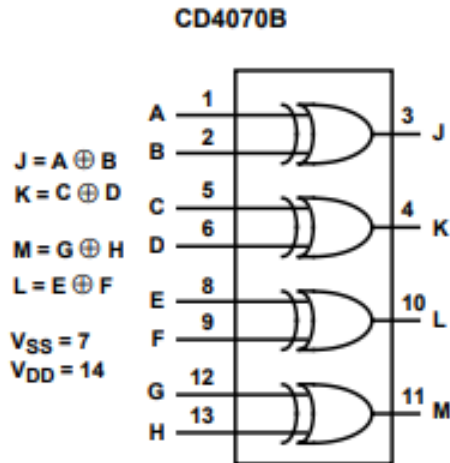 CD4070B
J = A ⊕ B
K = C ⊕ D
M = G ⊕ H
L = E ⊕ F
VSS = 7
VDD = 14
A 1
B 2
3 J
C 5
D 6
4 K
E 8
F 9
10 L
G 12
H 13
11 M